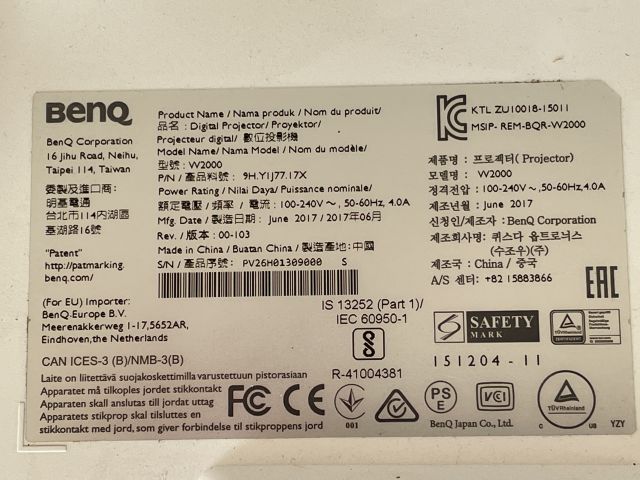 BenQ
BenQ Corporation
16 Jihu Road, Neihu,
Taipei 114, Taiwan
委製及進口商:
明基電通
台北市114內湖區
基湖路16號
"Patent"
http://patmarking.
benq.com/
(For EU) Importer:
BenQ Europe B.V.
Meerenakkerweg 1-17,5652AR,
Eindhoven,the Netherlands
CAN ICES-3 (B)/NMB-3(B)
Laite on liitettävä suojakoskettimilla varustettuun pistorasiaan
Apparatet må tilkoples jordet stikkontakt
Apparaten skall anslutas till jordat uttag
Apparatets stikprop skal tilsluttes en
stikkontakt med jord, som giver forbindelse til stikproppens jord
Product Name / Nama produk / Nom du produit/
品名: Digital Projector/ Proyektor/
Projecteur digital/ 數位投影機
Model Name/ Nama Model / Nom du modèle/
型號: W2000
P/N / 產品料號: 9H.Y1J77.17X
Power Rating / Nilai Daya/ Puissance nominale/
額定電壓 / 頻率 / 電流: 100-240V～, 50-60Hz, 4.0A
Mfg. Date / 製造日期: June 2017 /2017年06月
Rev. / 版本: 00-103
Made in China / Buatan China / 製造產地:中國
S/N / 產品序號: PV26H01309000 S
IS 13252 (Part 1)/
IEC 60950-1
R-41004381
KC
KTL ZU10018-15011
MSIP- REM-BQR-W2000
제품명: 프로젝터( Projector)
모델명: W2000
정격전압: 100-240V～,50-60Hz, 4.0A
제조년월: June 2017
신청인/제조자 : BenQ Corporation
제조회사명: 퀴스다 옵트로닉스
(수조우)(주)
제조국: China / 중국
A/S 센터: +82 15883866
EAC
S
SAFETY
MARK
TÜVRheinland
CERTIFIED
151204 - 11
FC CE
001
PS
E
BenQ Japan Co., Ltd.
VCI
TÜVRheinland
C US
YZY